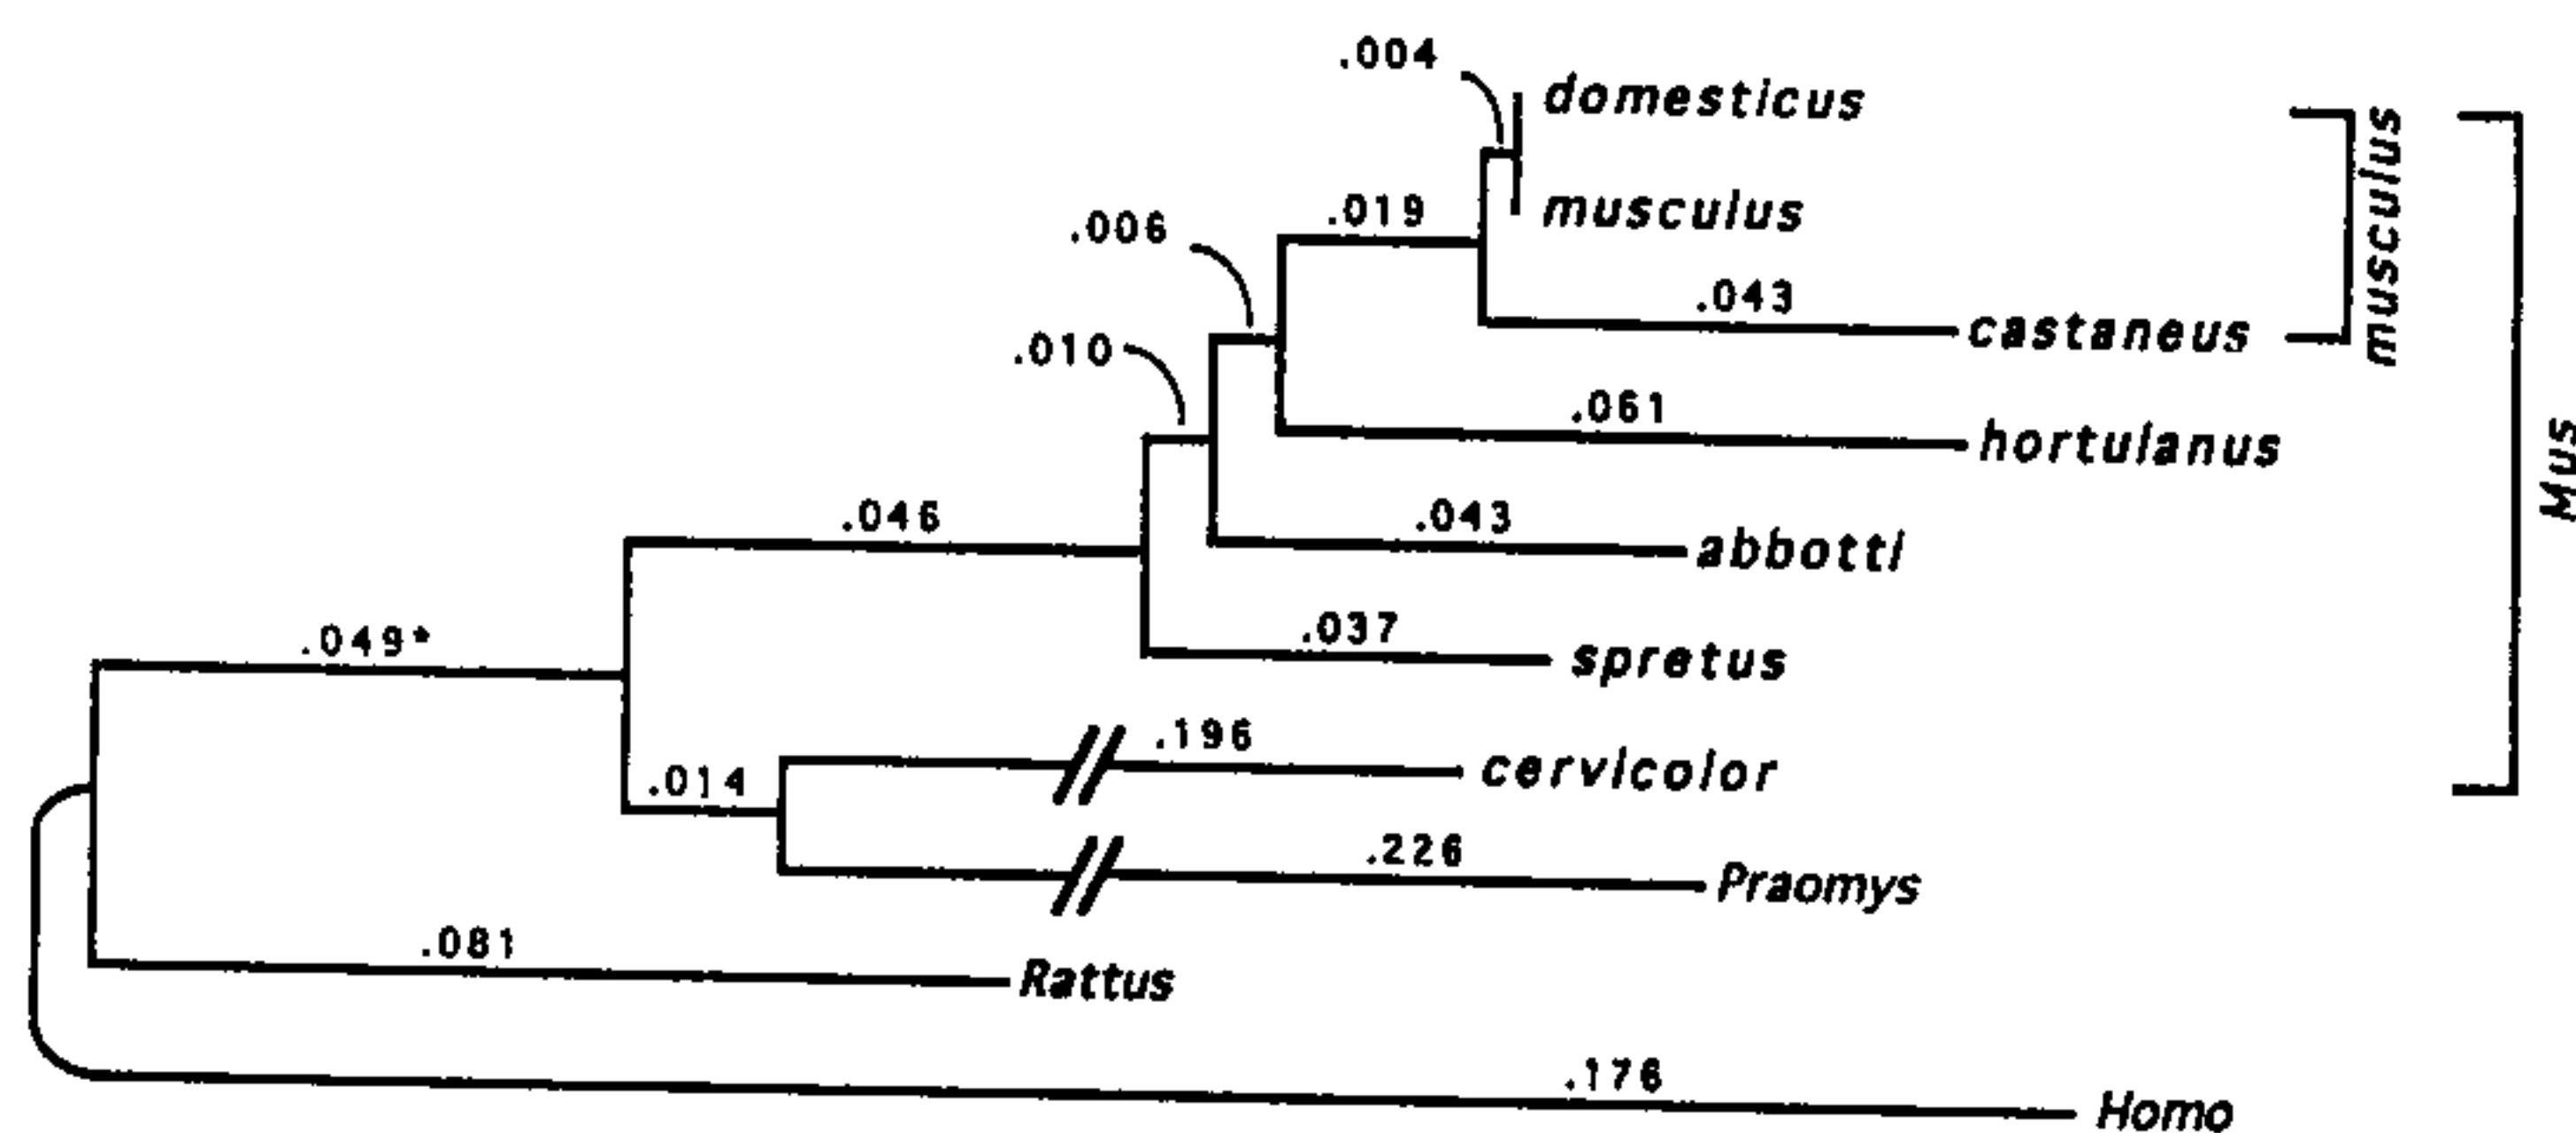 .004
domesticus
musculus
.006
.019
.043
castaneus
musculus
.010
.061
hortulanus
Mus
.046
.043
abbotti
.049*
.037
spretus
.196
cervicolor
.014
.226
Praomys
.081
Rattus
.176
Homo